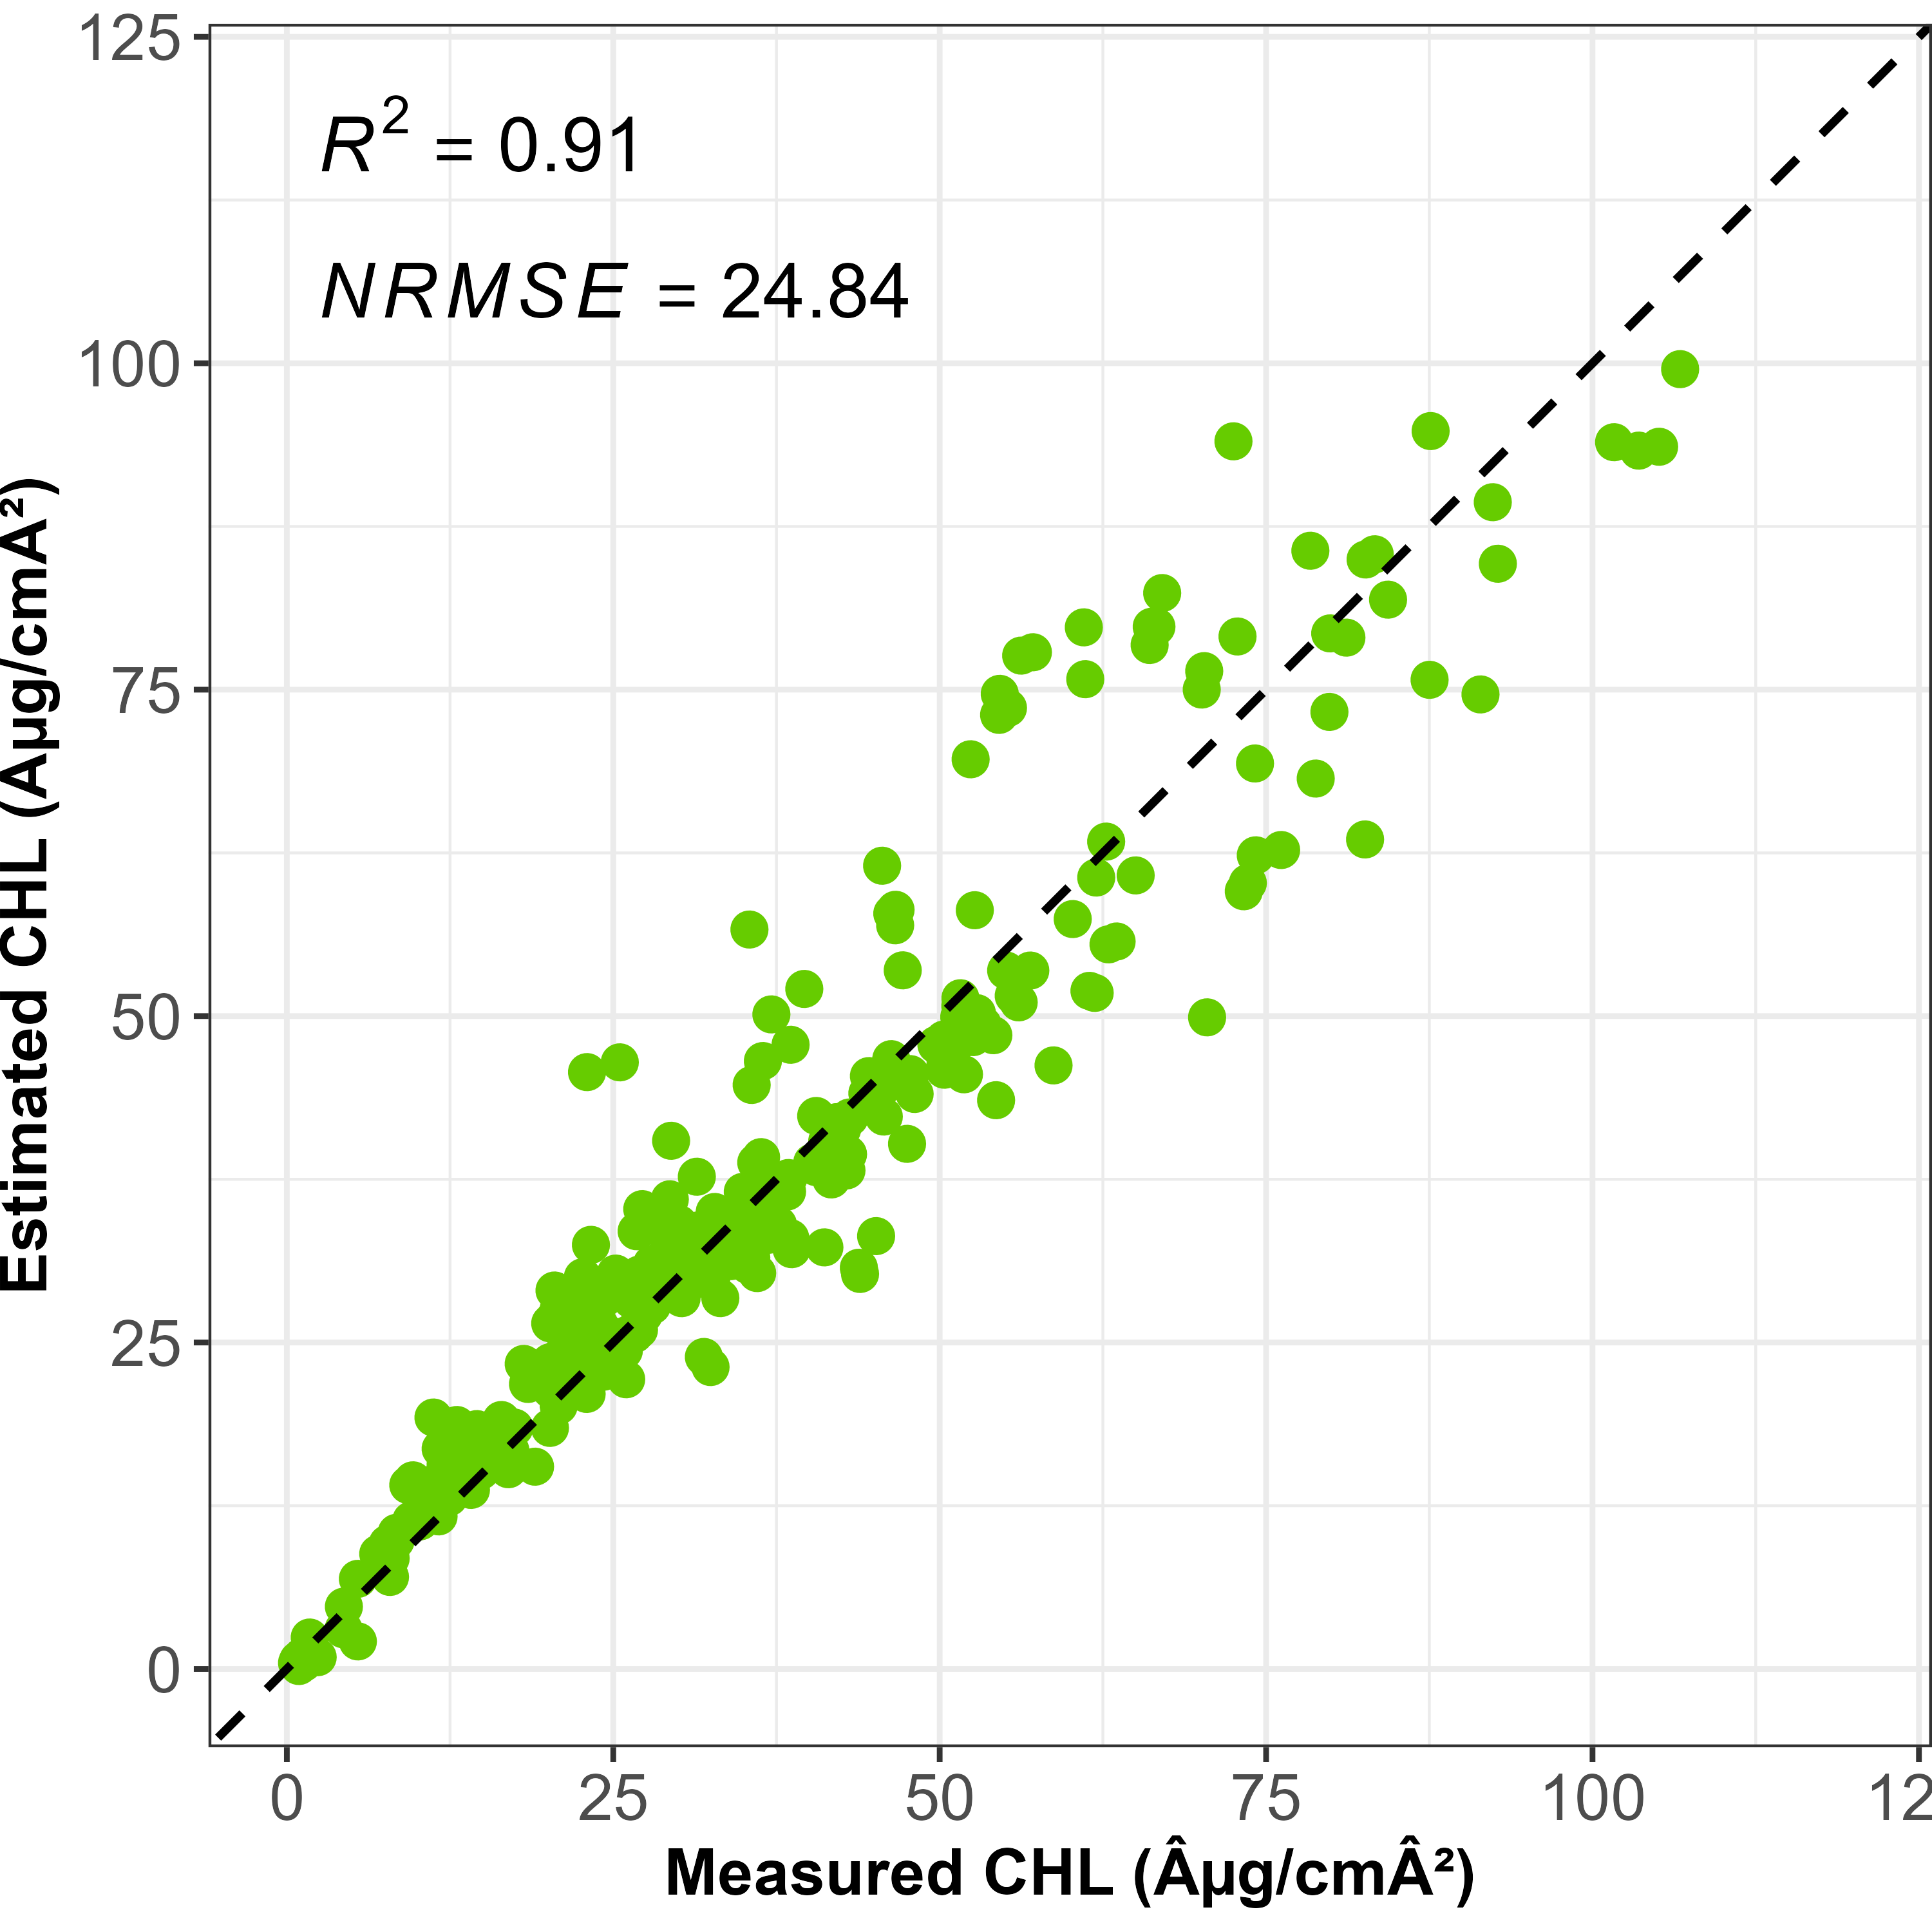 125
R² = 0.91
NRMSE = 24.84
100
75
50
25
0
Estimated CHL (Âµg/cmÂ²)
0 25 50 75 100 12
Measured CHL (Âµg/cmÂ²)